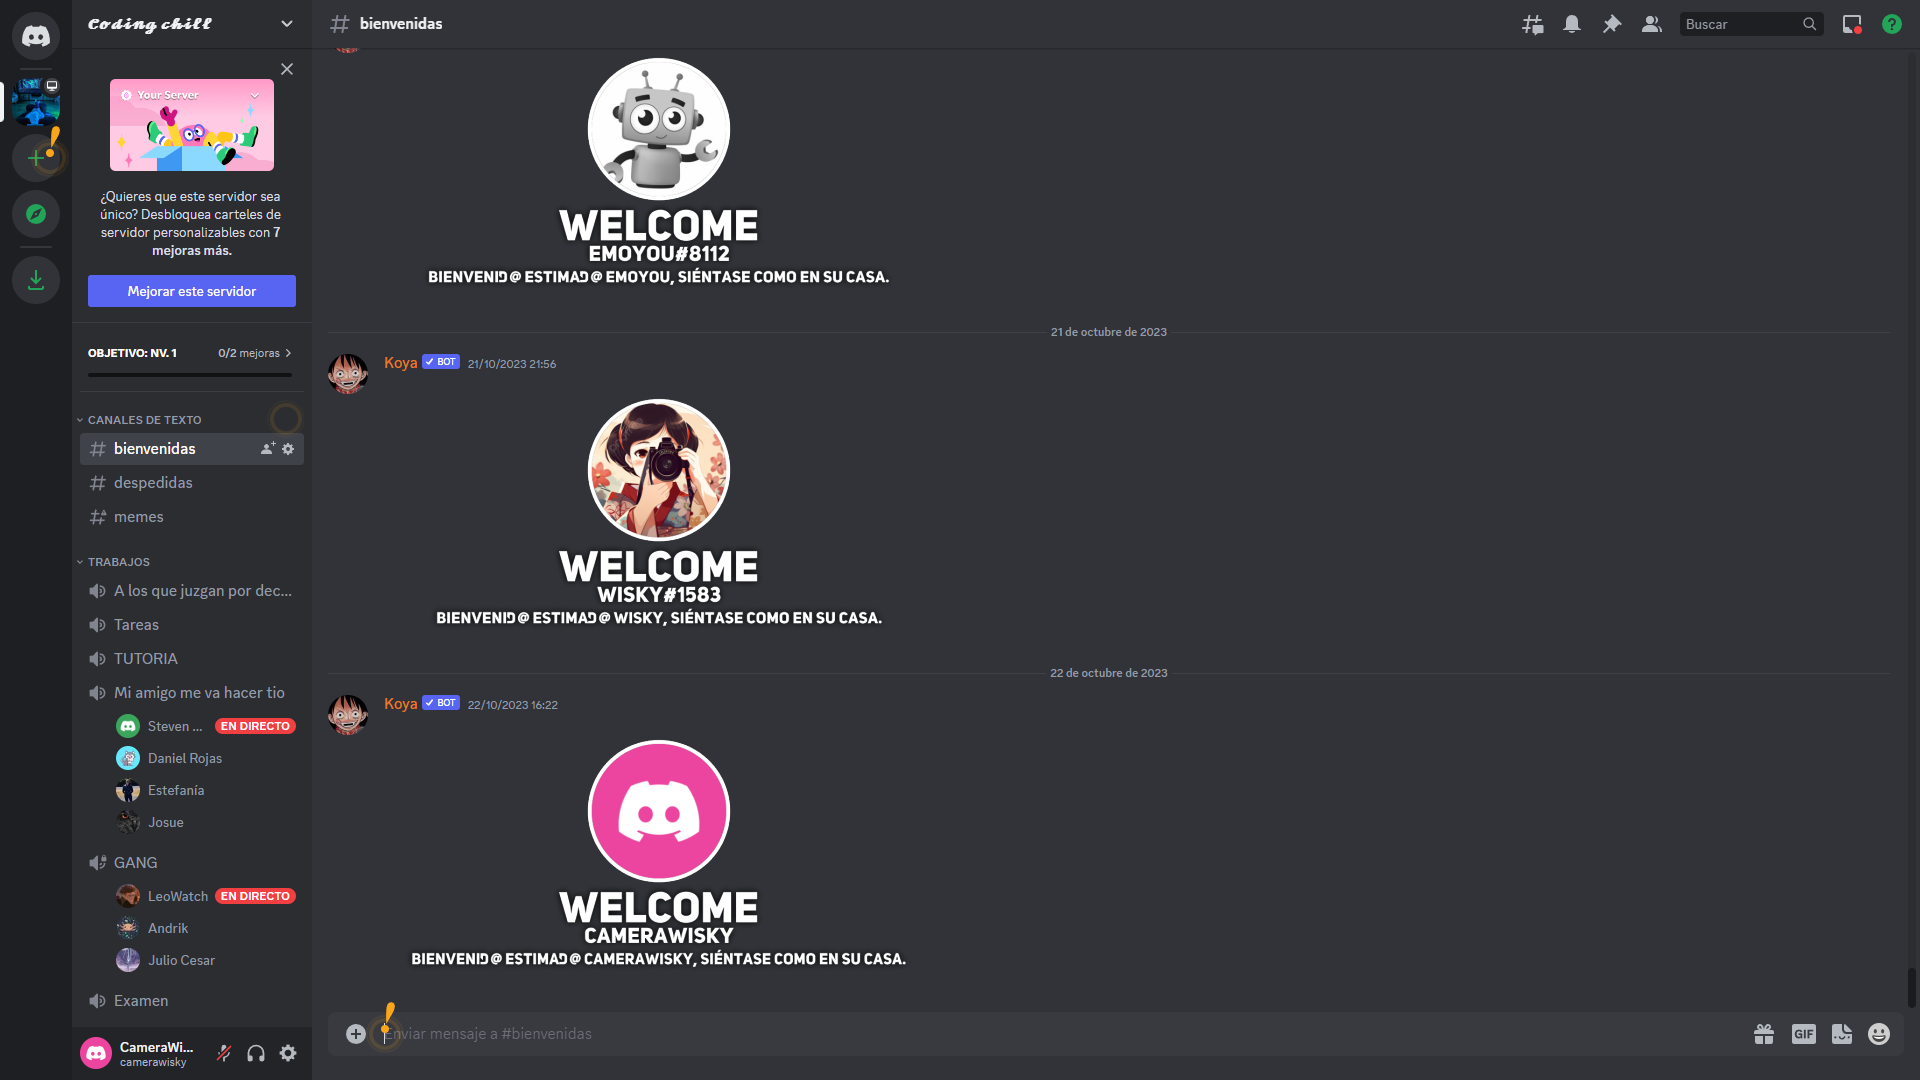 Coding chill
Your Server
¿Quieres que este servidor sea
único? Desbloquea carteles de
servidor personalizables con 7
mejoras más.
Mejorar este servidor
OBJETIVO: NV. 1
0/2 mejoras
CANALES DE TEXTO
bienvenidas
despedidas
memes
TRABAJOS
A los que juzgan por dec...
Tareas
TUTORIA
Mi amigo me va hacer tio
Steven ... EN DIRECTO
Daniel Rojas
Estefanía
Josue
GANG
LeoWatch EN DIRECTO
Andrik
Julio Cesar
Examen
CameraWi...
camerawisky
bienvenidas
Buscar
WELCOME
EMOYOU#8112
BIENVENID@ ESTIMAD@ EMOYOU, SIÉNTASE COMO EN SU CASA.
21 de octubre de 2023
Koya BOT 21/10/2023 21:56
WELCOME
WISKY#1583
BIENVENID@ ESTIMAD@ WISKY, SIÉNTASE COMO EN SU CASA.
22 de octubre de 2023
Koya BOT 22/10/2023 16:22
WELCOME
CAMERAWISKY
BIENVENID@ ESTIMAD@ CAMERAWISKY, SIÉNTASE COMO EN SU CASA.
Enviar mensaje a #bienvenidas
GIF